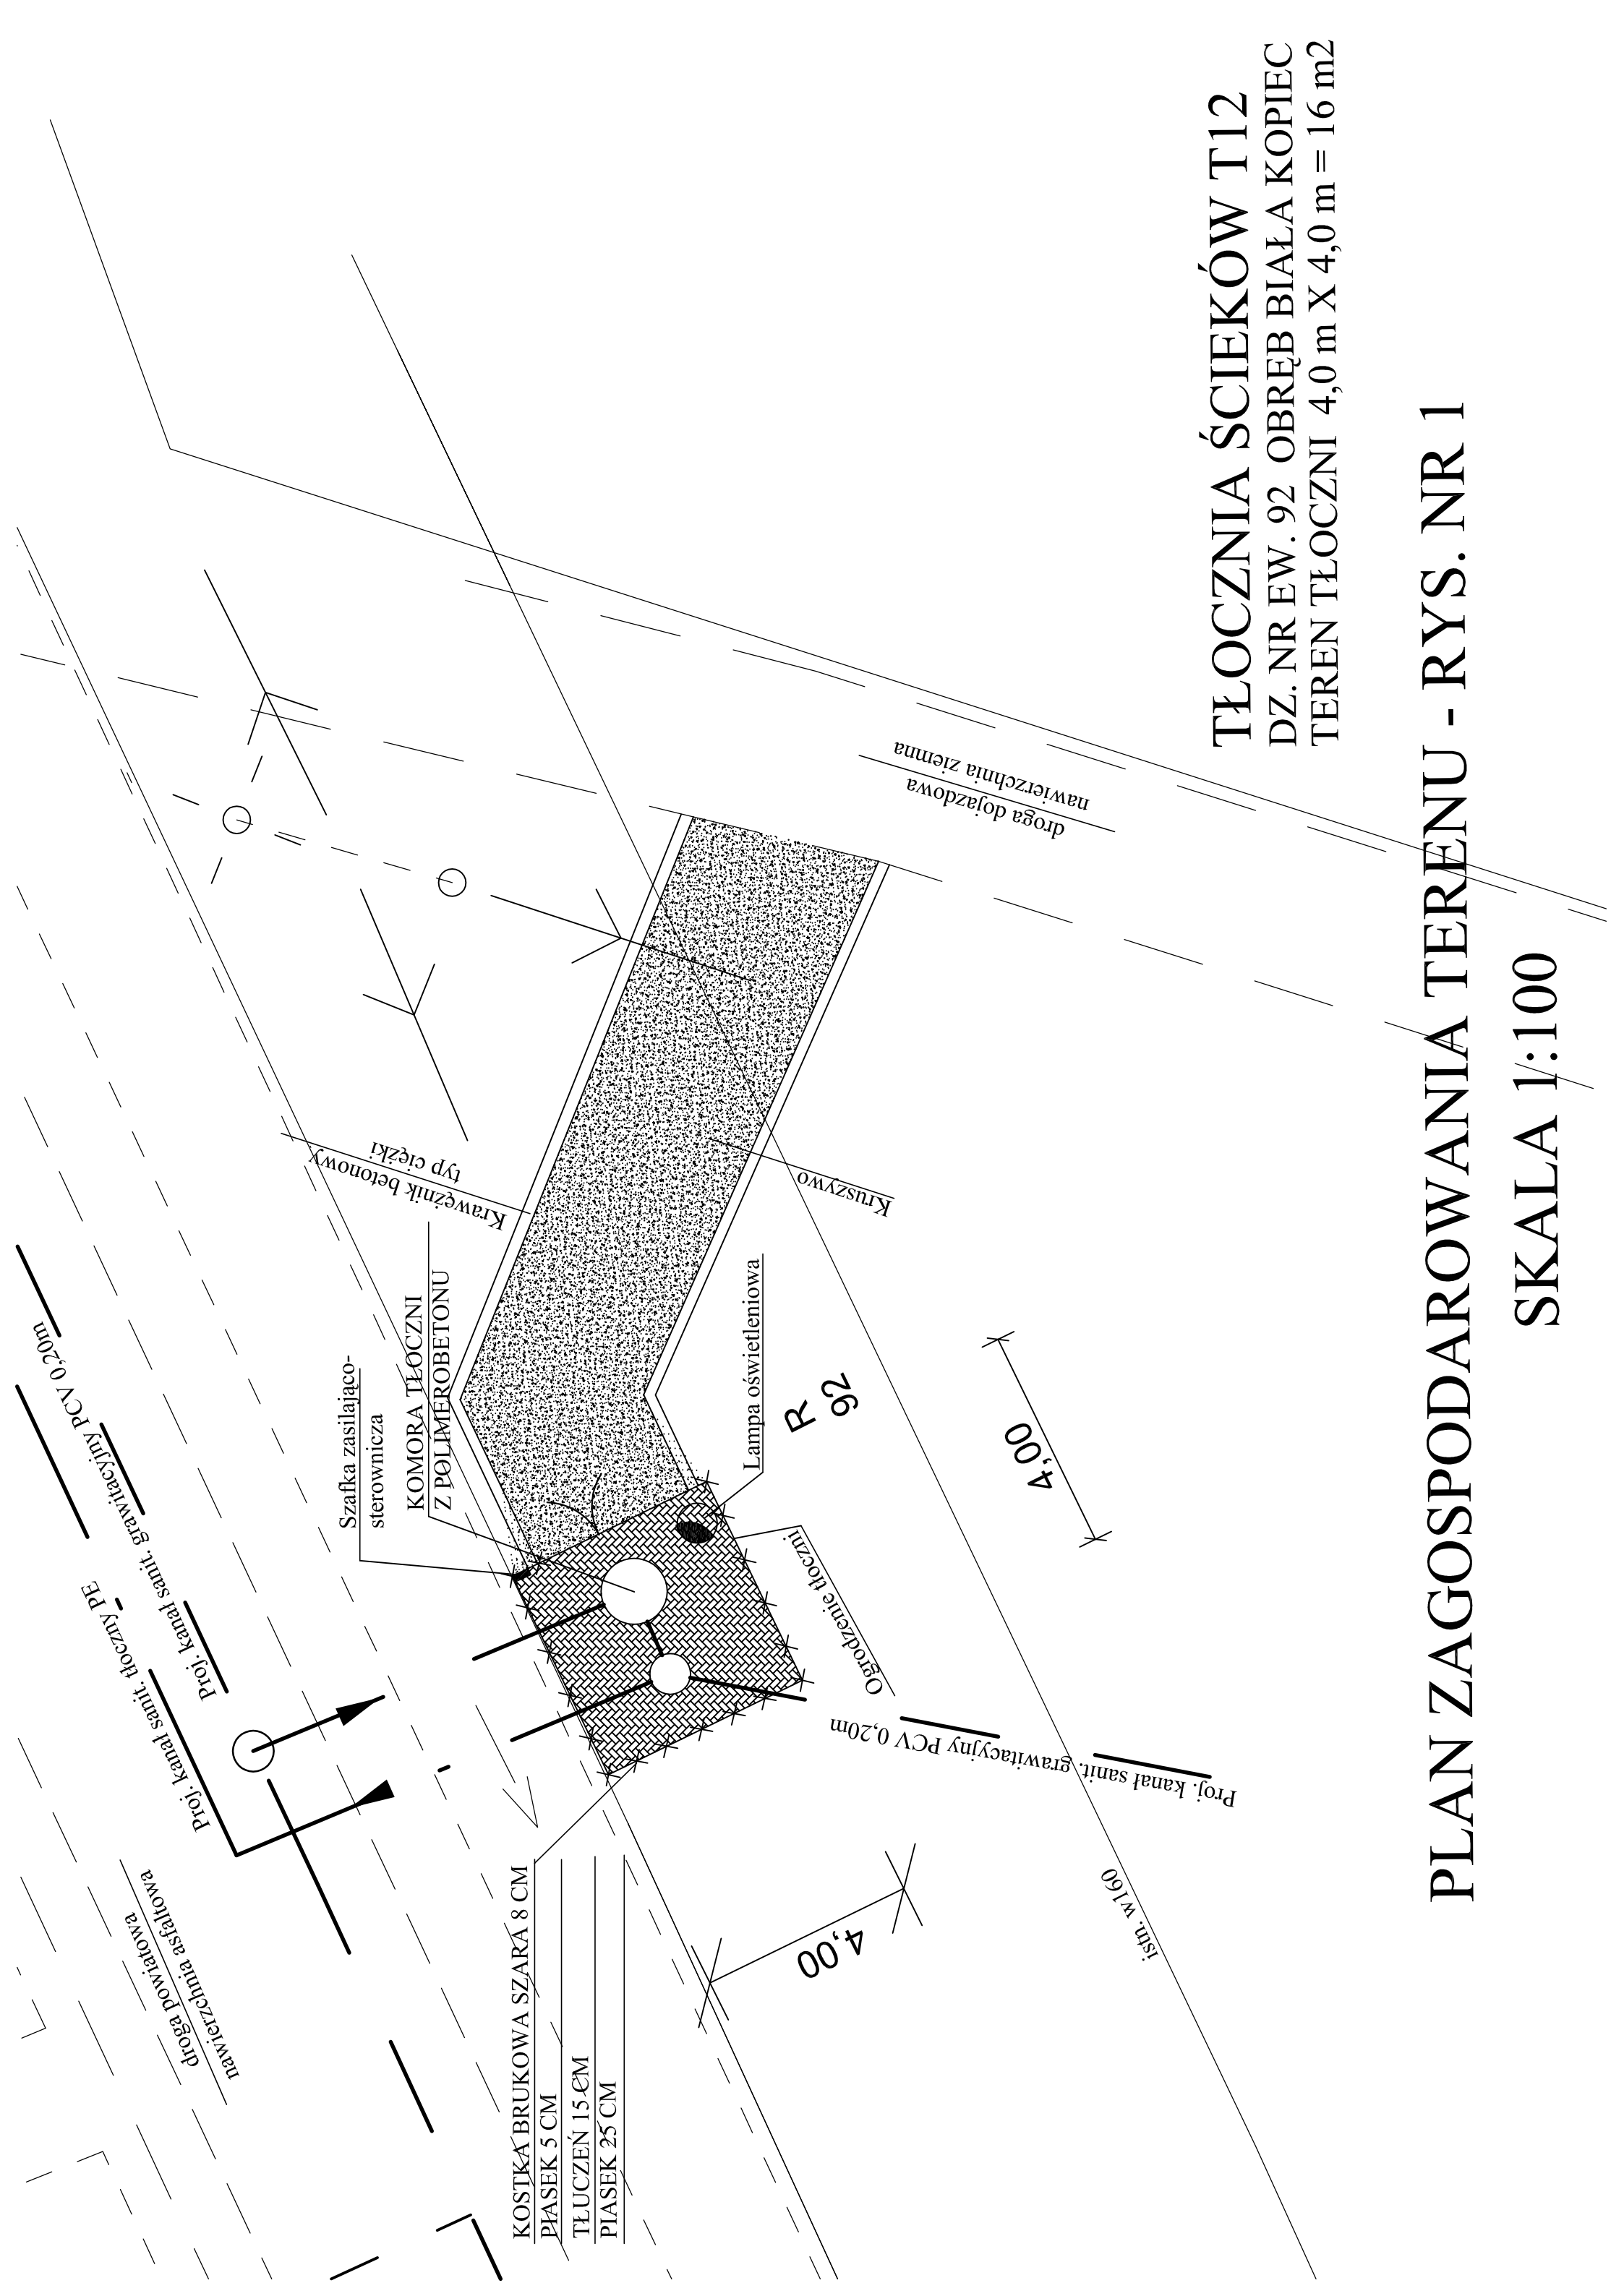 Proj. kanał sanit. grawitacyjny PCV 0,20m
Proj. kanał sanit. tłoczny PE
droga powiatowa
nawierzchnia asfaltowa
Szafka zasilająco-
sterownicza
KOMORA TŁOCZNI
Z POLIMEROBETONU
Krawężnik betonowy
typ ciężki
Kruszywo
droga dojazdowa
nawierzchnia ziemna
Lampa oświetleniowa
R
92
Ogrodzenie tłoczni
Proj. kanał sanit. grawitacyjny PCV 0,20m
KOSTKA BRUKOWA SZARA 8 CM
PIASEK 5 CM
TŁUCZEŃ 15 CM
PIASEK 25 CM
4,00
4,00
istn. w160
TŁOCZNIA ŚCIEKÓW T12
DZ. NR EW. 92 OBRĘB BIAŁA KOPIEC
TEREN TŁOCZNI 4,0 m X 4,0 m = 16 m2
PLAN ZAGOSPODAROWANIA TERENU - RYS. NR 1
SKALA 1:100